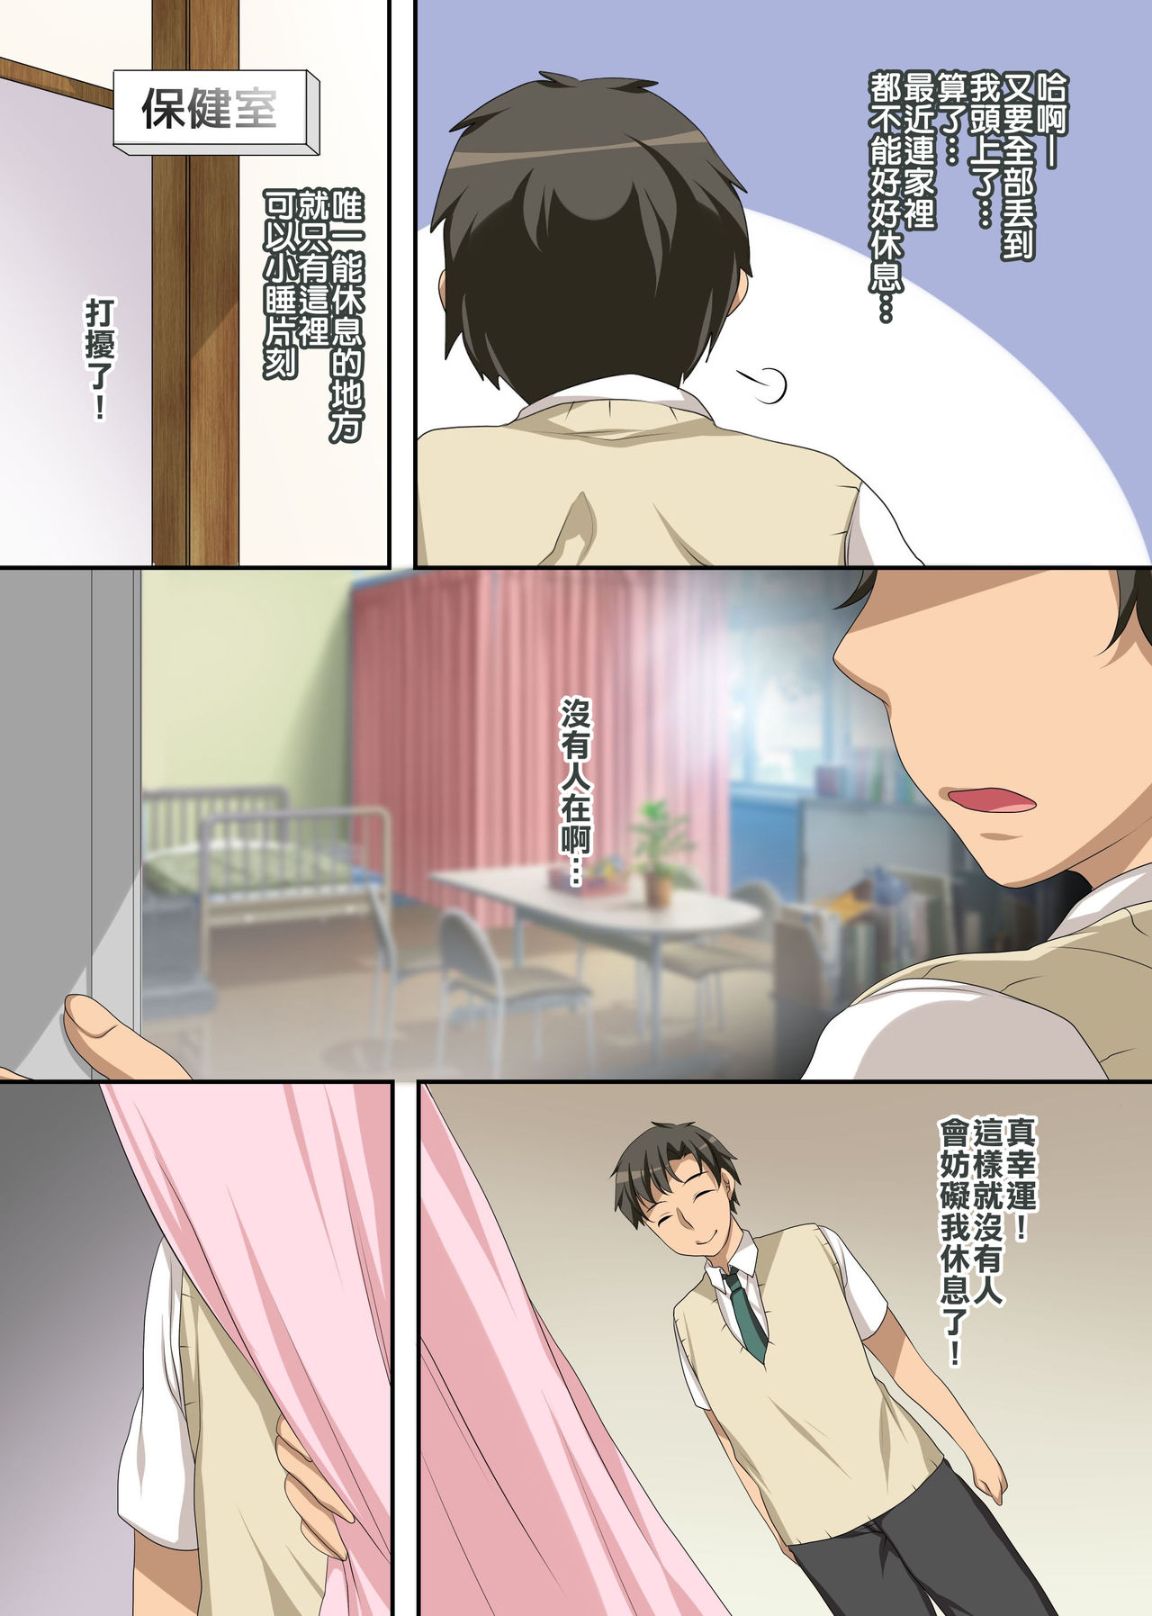 哈啊—
又要全部丟到
我頭上了…
算了…
最近連家裡
都不能好好休息…
保健室
唯一能休息的地方
就只有這裡
可以小睡片刻
打擾了！
沒有人在啊…
真幸運！
這樣就沒有人
會妨礙我休息了！